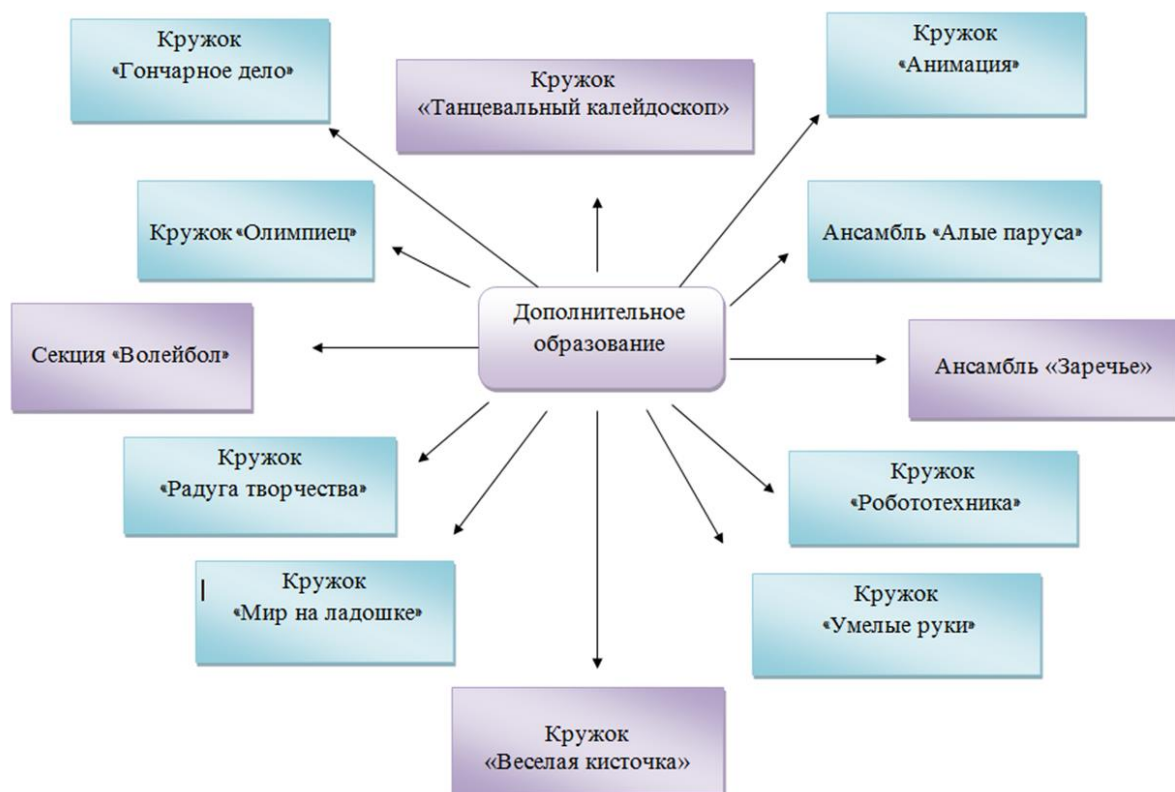 Кружок
«Гончарное дело»
Кружок
«Танцевальный калейдоскоп»
Кружок
«Анимация»
Кружок «Олимпиец»
Ансамбль «Алые паруса»
Дополнительное
образование
Секция «Волейбол»
Ансамбль «Заречье»
Кружок
«Радуга творчества»
Кружок
«Робототехника»
Кружок
«Мир на ладошке»
Кружок
«Умелые руки»
Кружок
«Веселая кисточка»